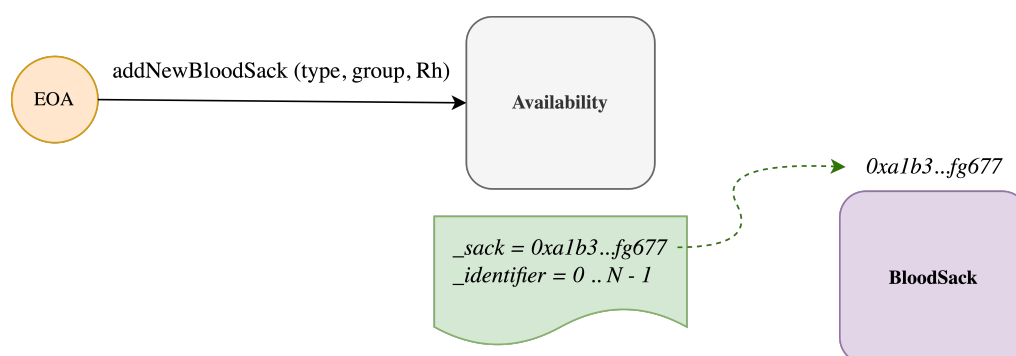 addNewBloodSack (type, group, Rh)
EOA
Availability
0xa1b3...fg677
_sack = 0xa1b3...fg677
_identifier = 0 .. N - 1
BloodSack